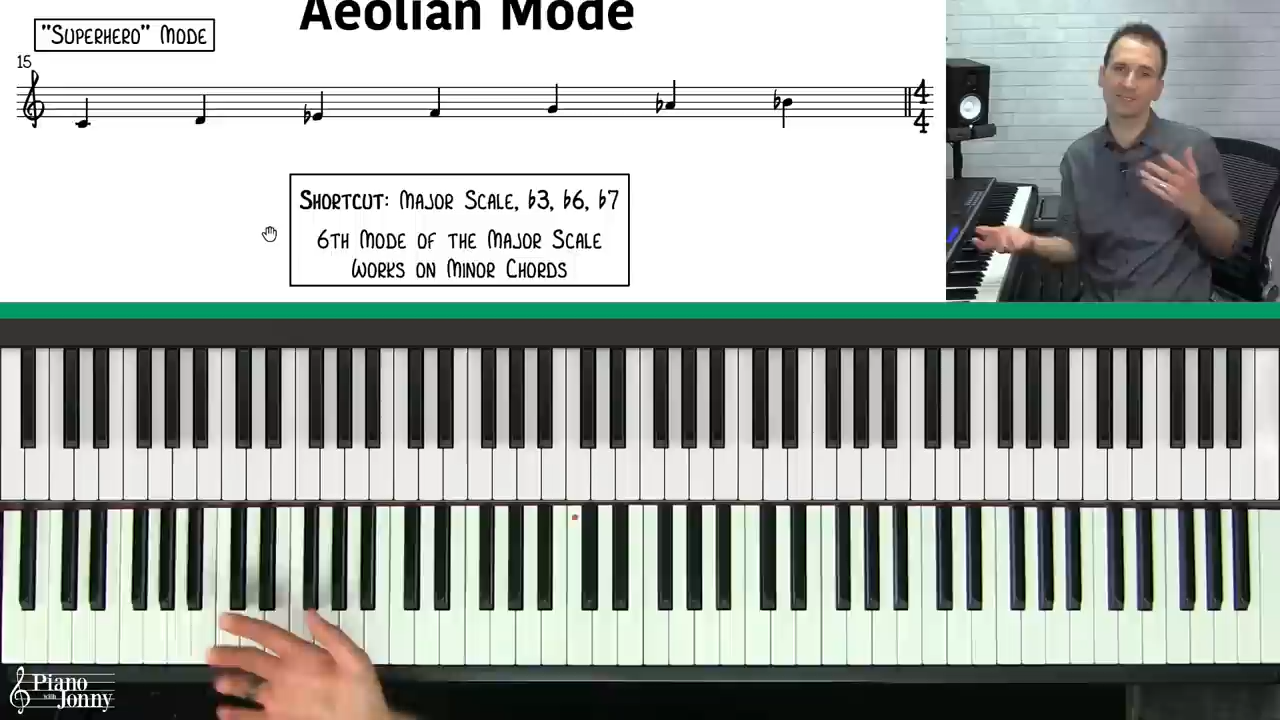 Aeolian Mode
"Superhero" Mode
15
4
4
Shortcut: Major Scale, ♭3, ♭6, ♭7
6th Mode of the Major Scale
Works on Minor Chords
Piano
with
Jonny